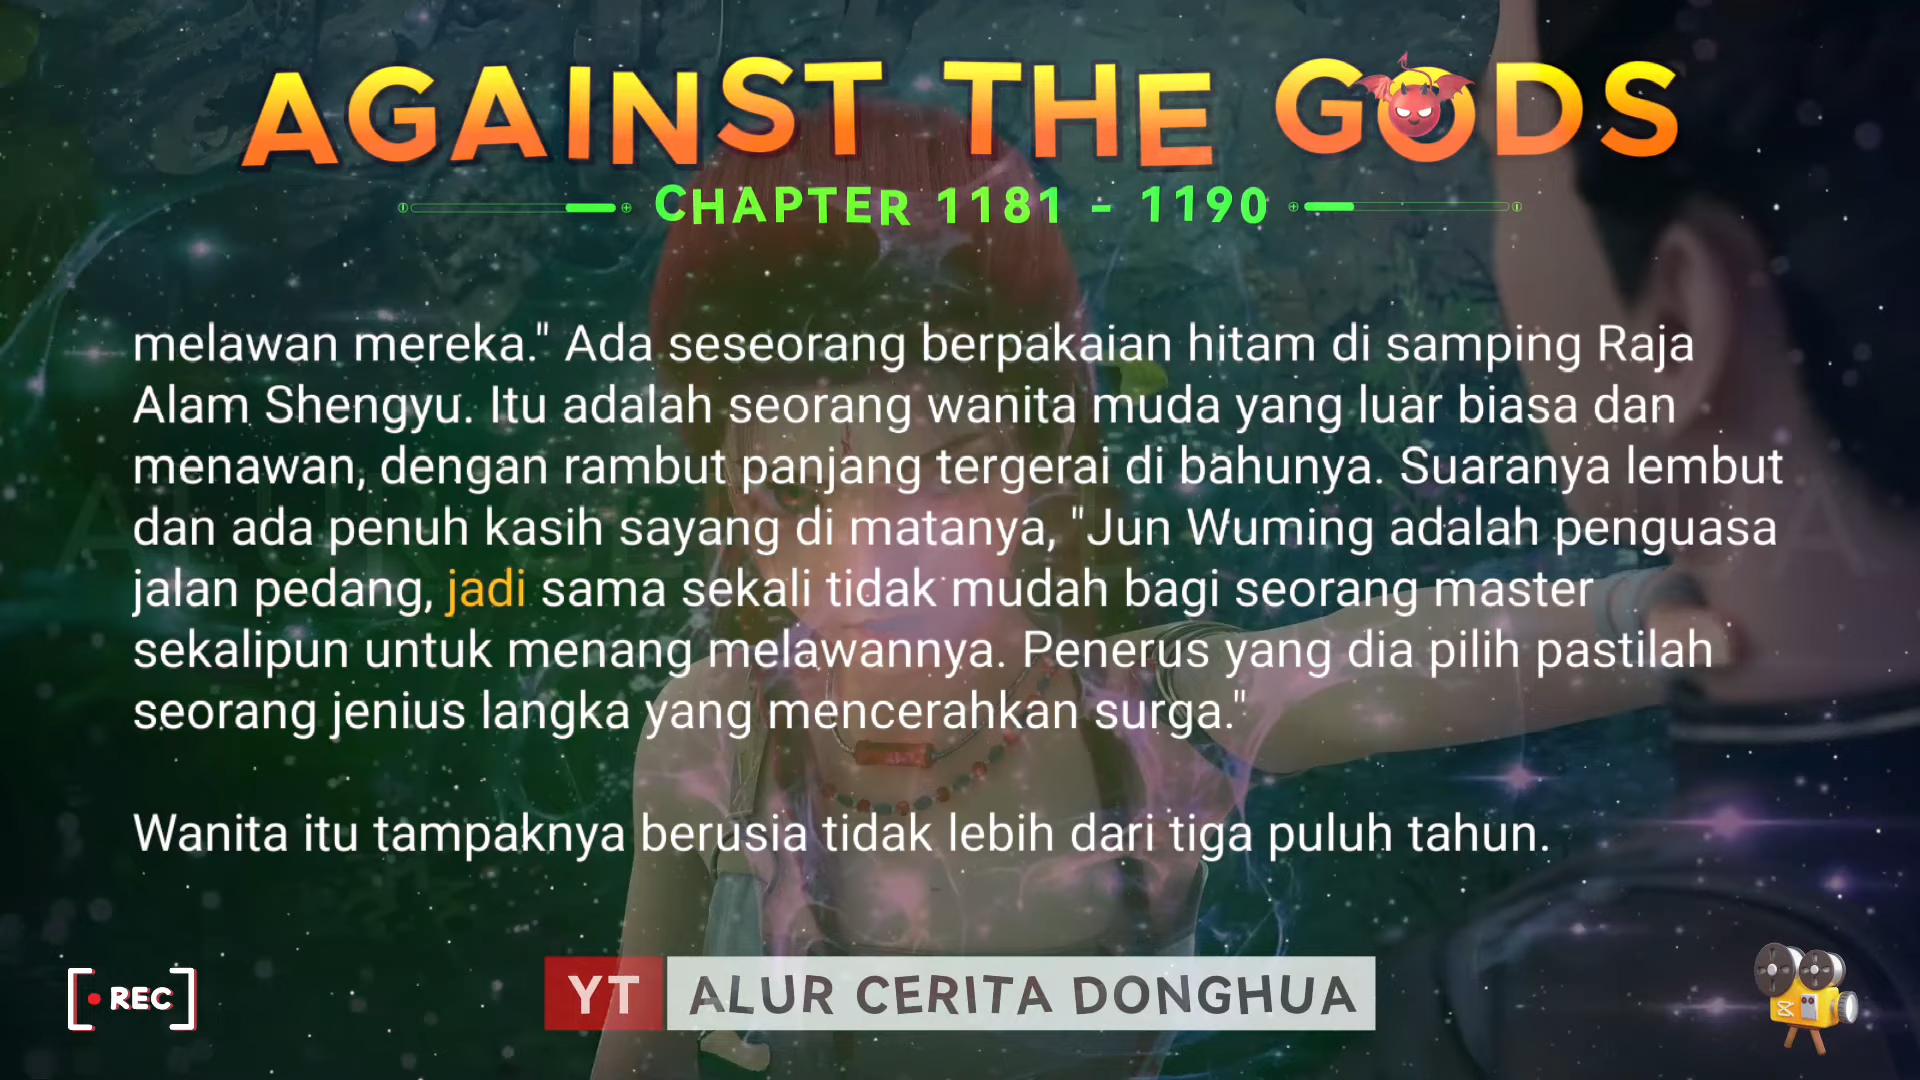 AGAINST THE GODS
CHAPTER 1181 - 1190
melawan mereka." Ada seseorang berpakaian hitam di samping Raja
Alam Shengyu. Itu adalah seorang wanita muda yang luar biasa dan
menawan, dengan rambut panjang tergerai di bahunya. Suaranya lembut
dan ada penuh kasih sayang di matanya, "Jun Wuming adalah penguasa
jalan pedang, jadi sama sekali tidak mudah bagi seorang master
sekalipun untuk menang melawannya. Penerus yang dia pilih pastilah
seorang jenius langka yang mencerahkan surga."
Wanita itu tampaknya berusia tidak lebih dari tiga puluh tahun.
REC
YT ALUR CERITA DONGHUA